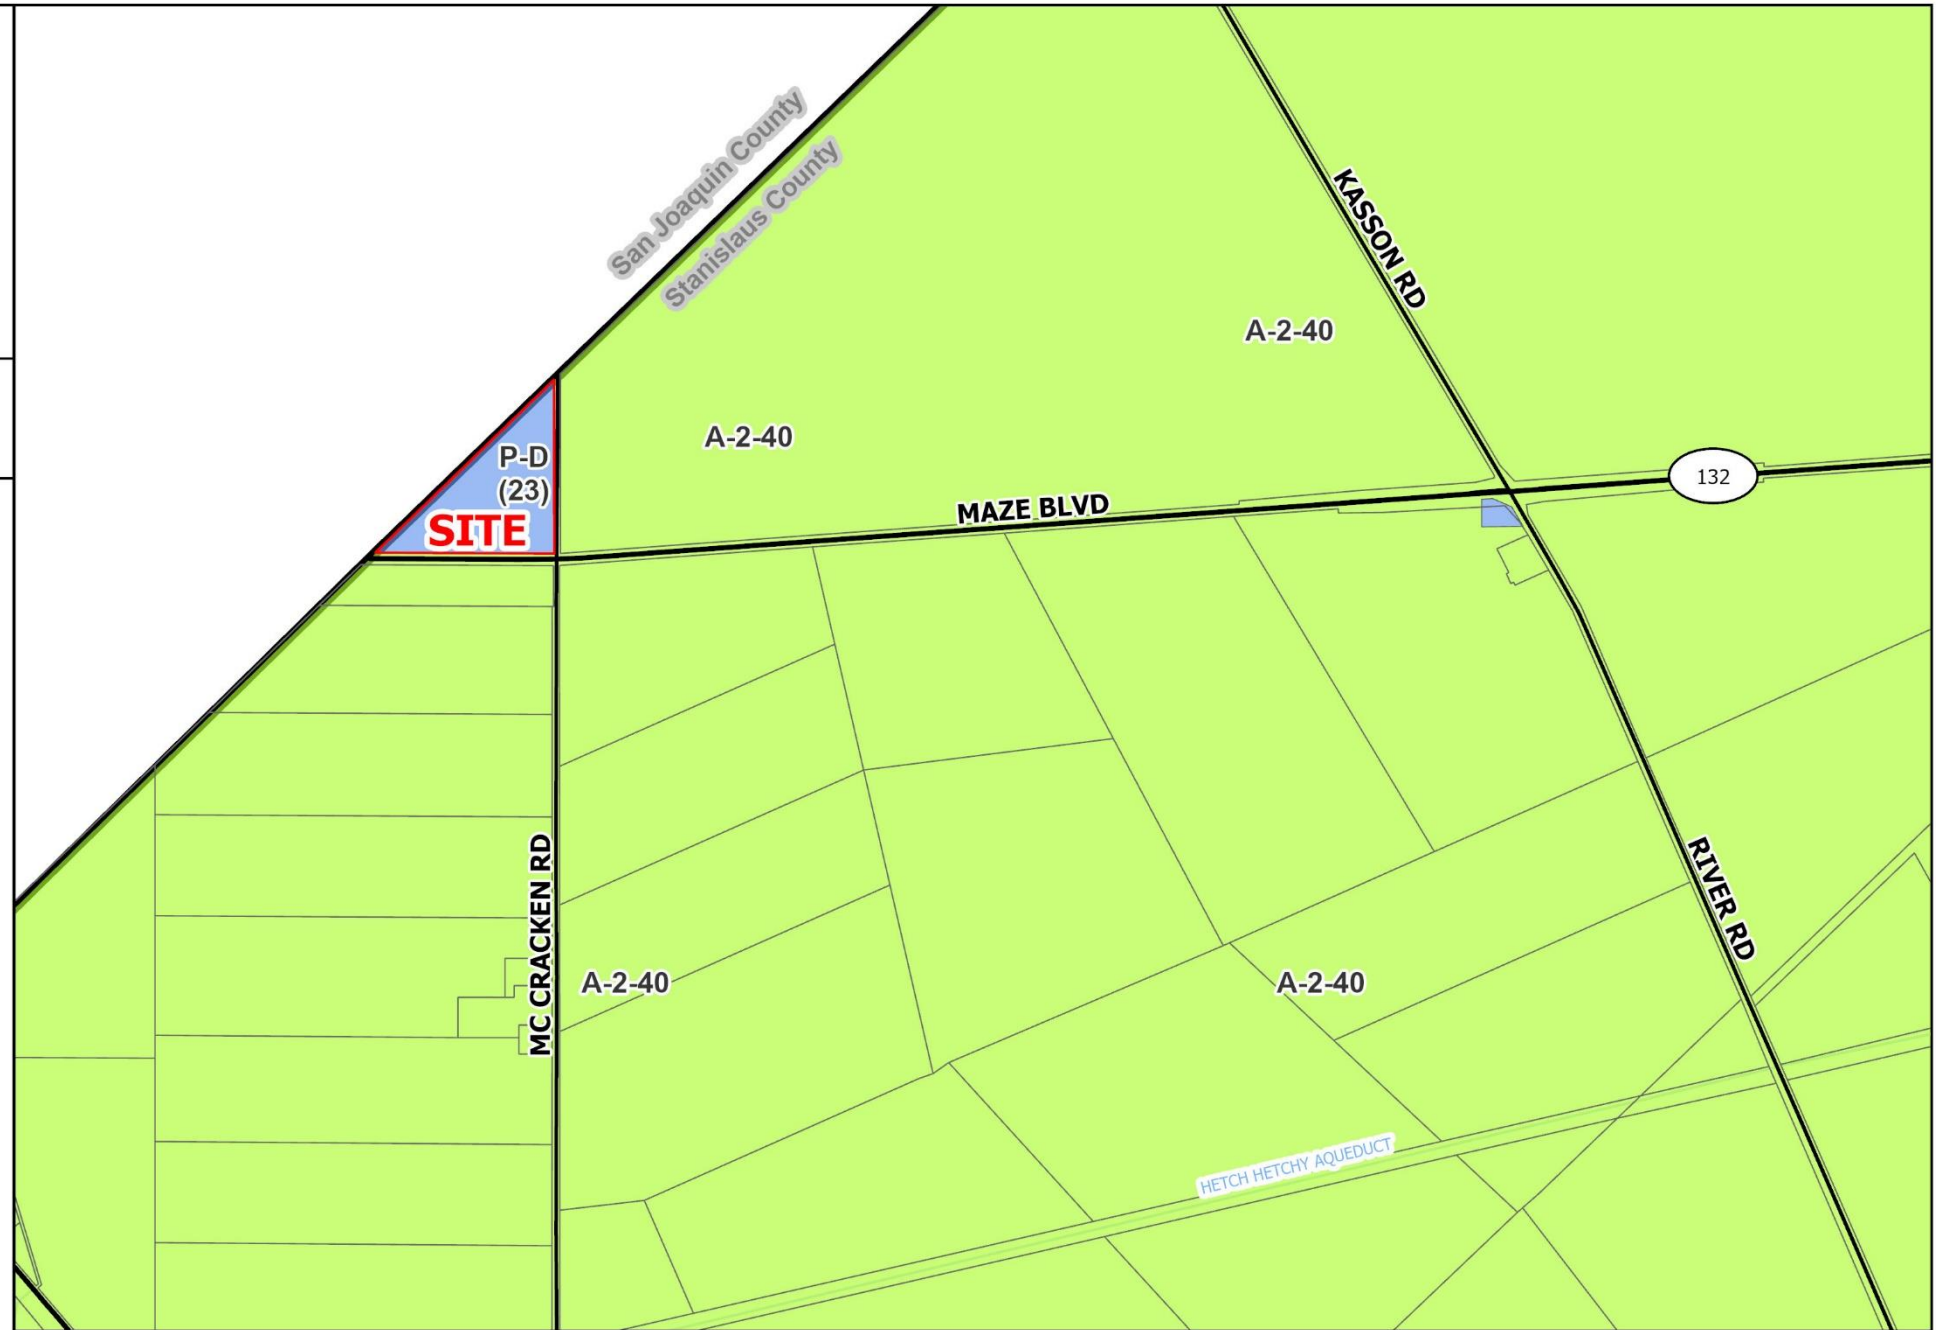 San Joaquin County
Stanislaus County
KASSON RD
A-2-40
A-2-40
P-D
(23)
SITE
MAZE BLVD
132
MC CRACKEN RD
A-2-40
A-2-40
RIVER RD
HETCH HETCHY AQUEDUCT